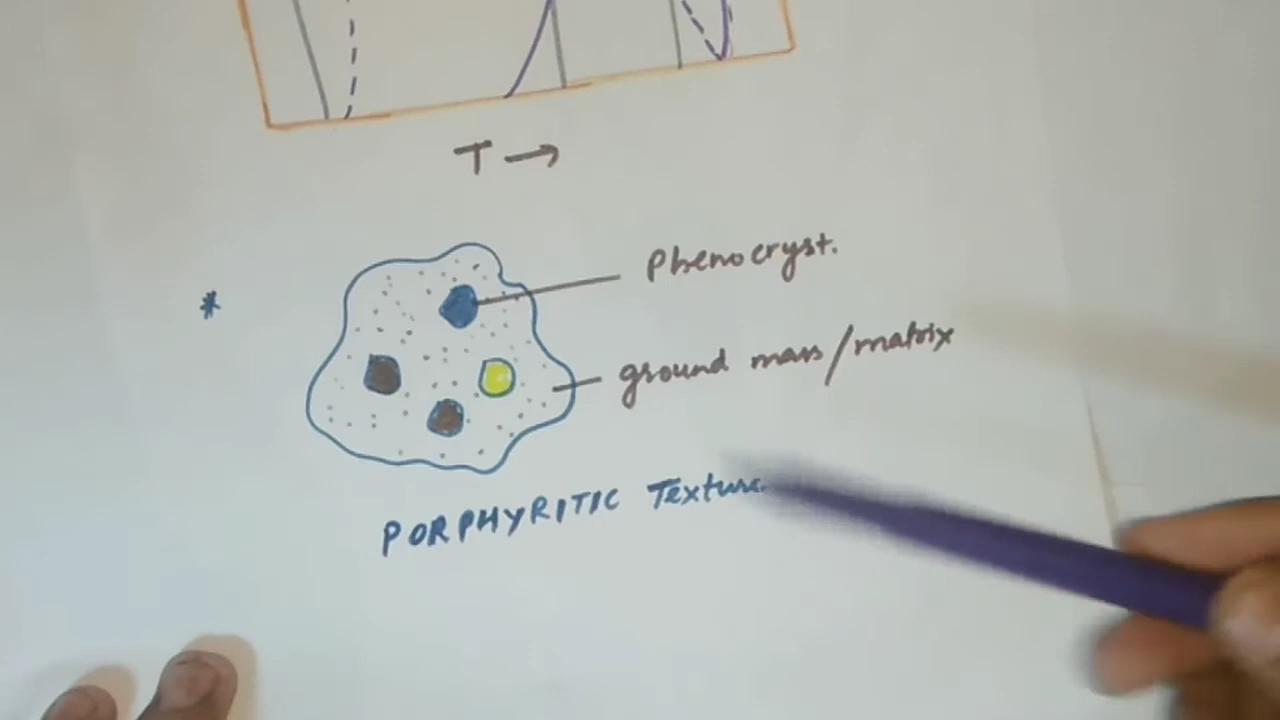 T →
*
Phenocryst.
ground mass/matrix
PORPHYRITIC Texture.